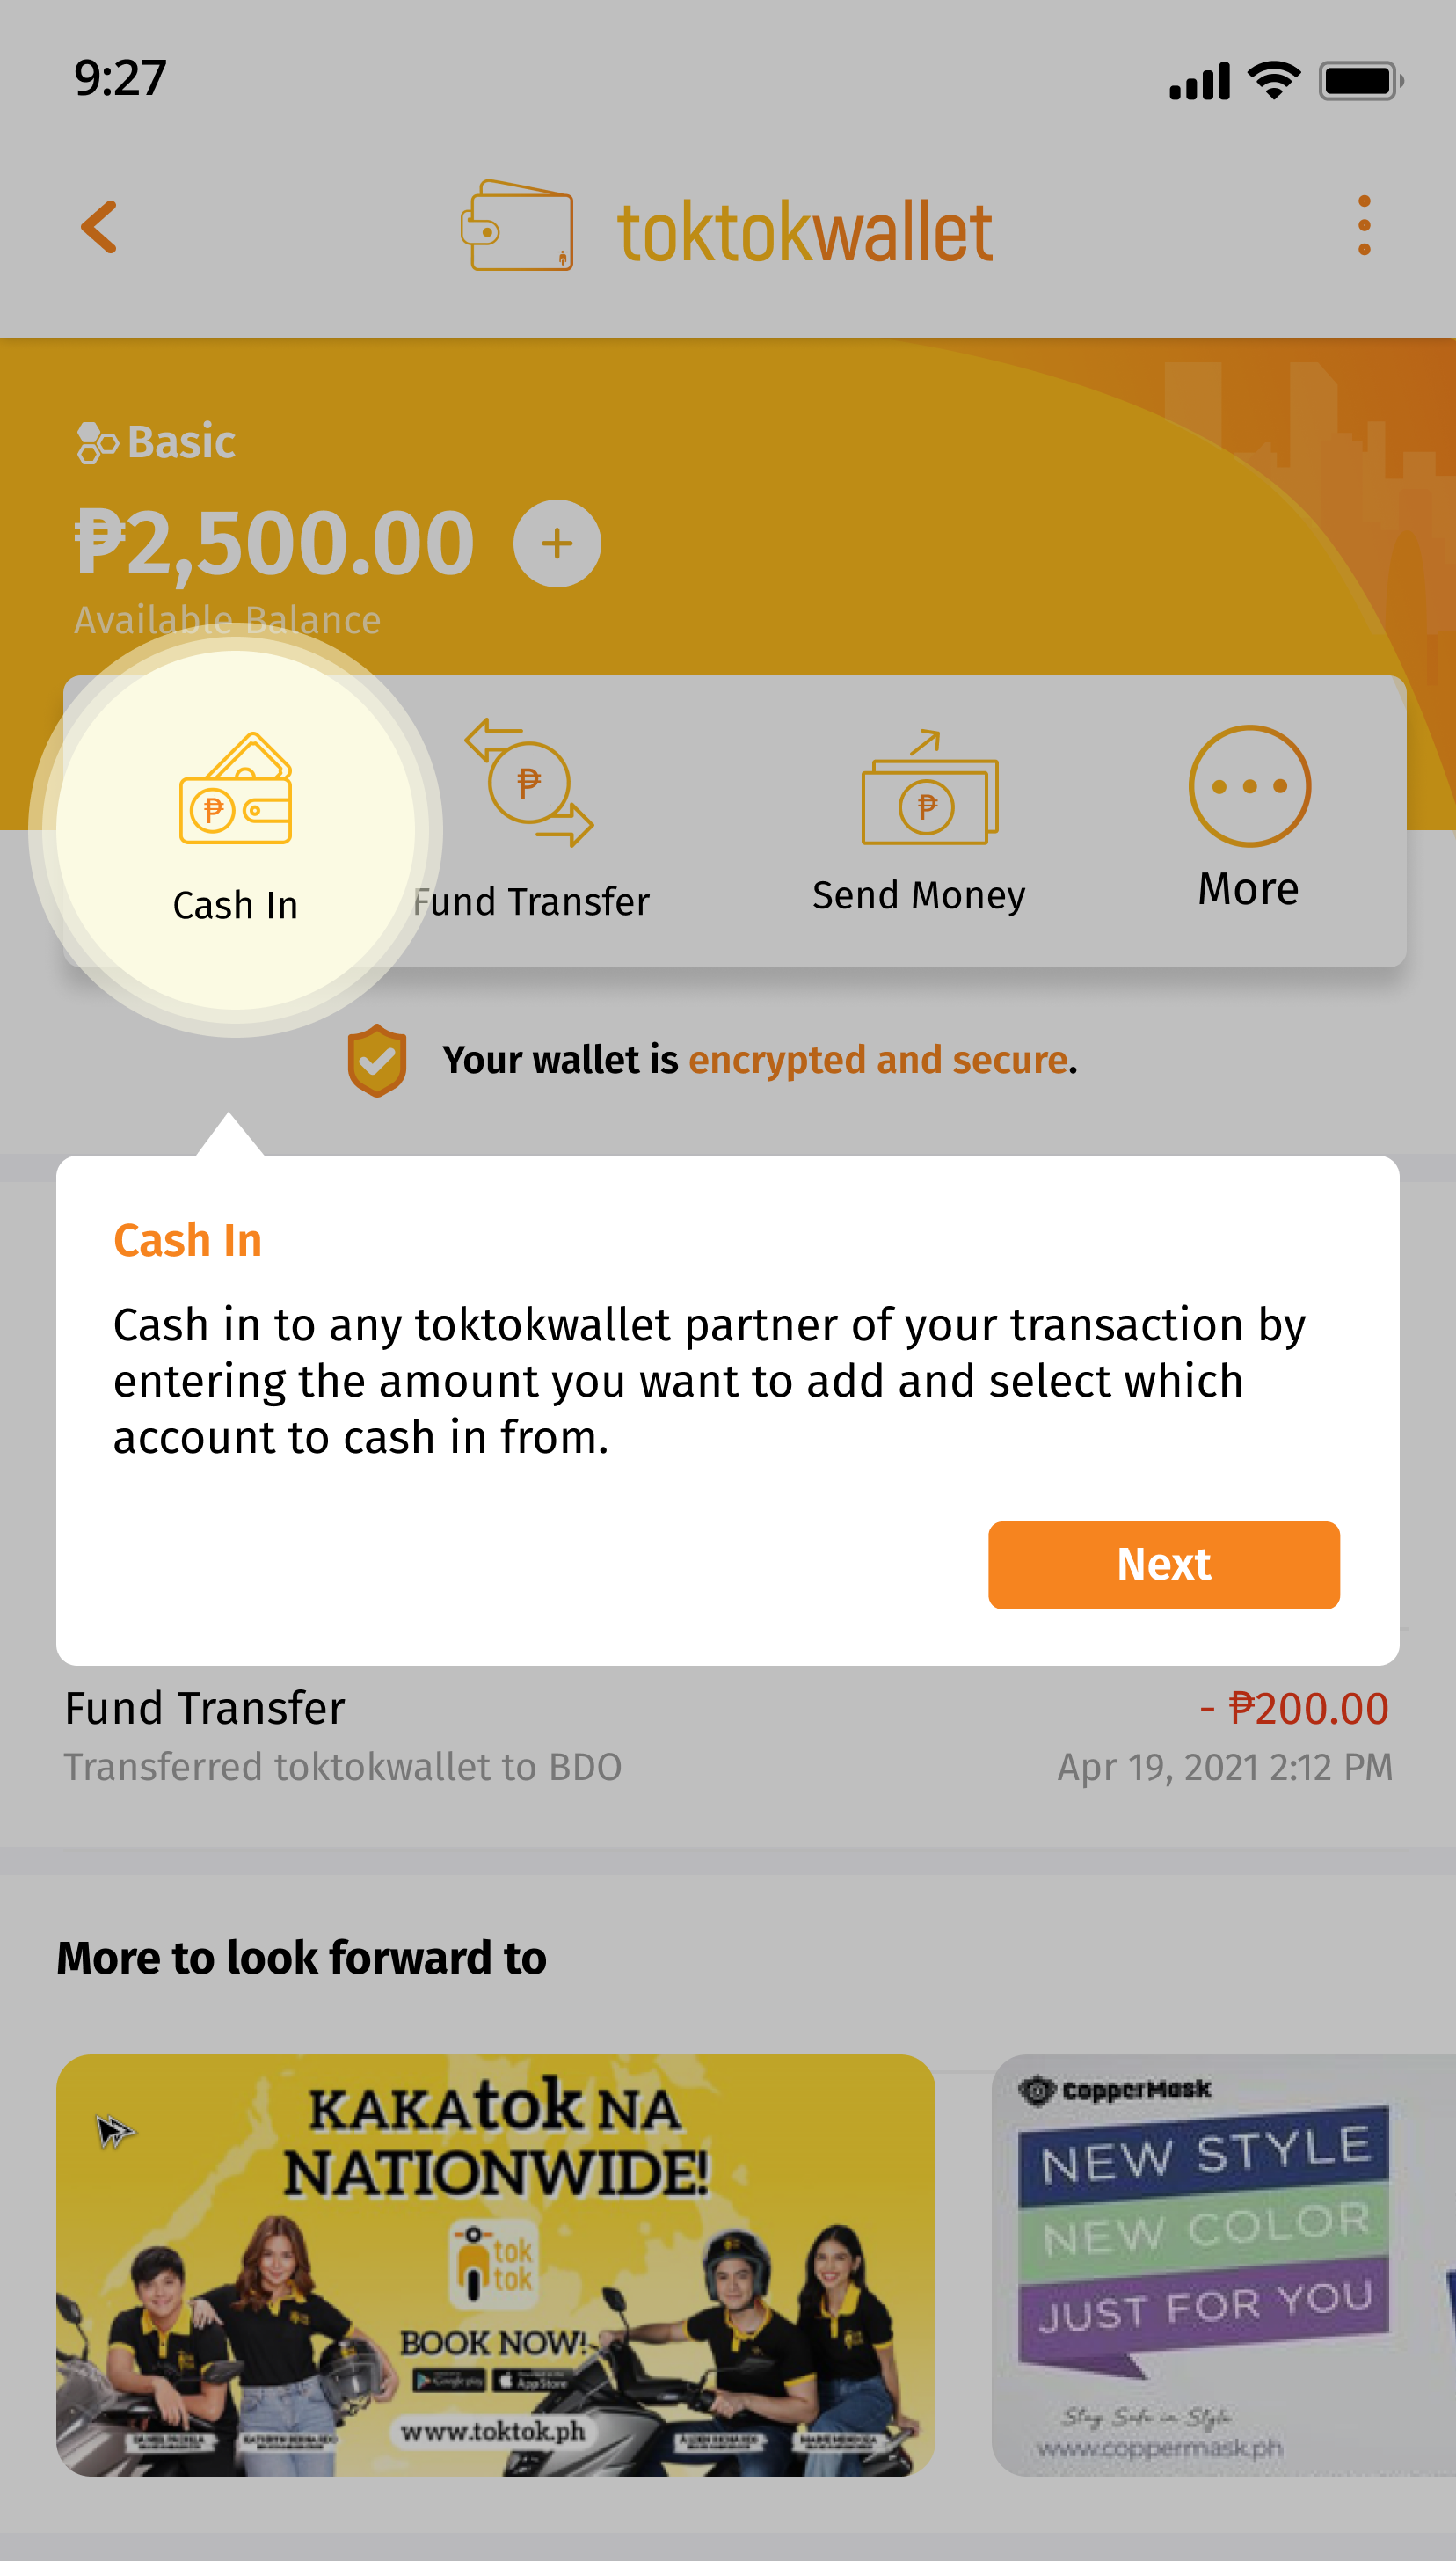 9:27
toktokwallet
Basic
₱2,500.00
+
Available Balance
₱
₱
₱
Cash In
Fund Transfer
Send Money
More
Your wallet is encrypted and secure.
Cash In
Cash in to any toktokwallet partner of your transaction by
entering the amount you want to add and select which
account to cash in from.
Next
Fund Transfer
- ₱200.00
Transferred toktokwallet to BDO
Apr 19, 2021 2:12 PM
More to look forward to
KAKAtok NA
NATIONWIDE!
tok
tok
BOOK NOW!
Google play
App Store
www.toktok.ph
CopperMask
NEW STYLE
NEW COLOR
JUST FOR YOU
Stay Safe in Style
www.coppermask.ph